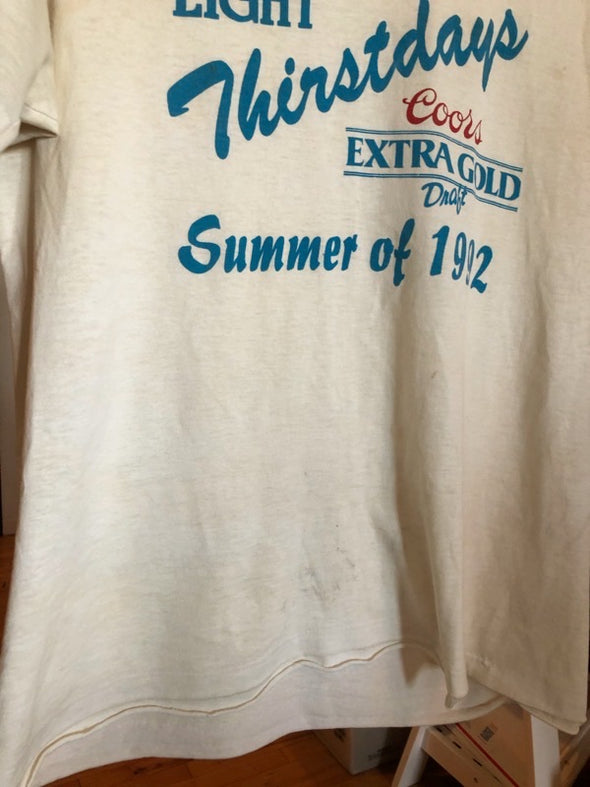 LIGHT
Thirstdays
Coors
EXTRA GOLD
Draft
Summer of 1992